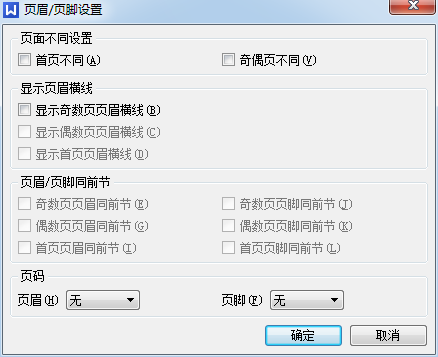 页眉/页脚设置
页面不同设置
首页不同(A) 奇偶页不同(V)
显示页眉横线
显示奇数页页眉横线(B)
显示偶数页页眉横线(C)
显示首页页眉横线(D)
页眉/页脚同前节
奇数页页眉同前节(E) 奇数页页脚同前节(J)
偶数页页眉同前节(G) 偶数页页脚同前节(K)
首页页眉同前节(I) 首页页脚同前节(L)
页码
页眉(H) 无 页脚(F) 无
确定 取消